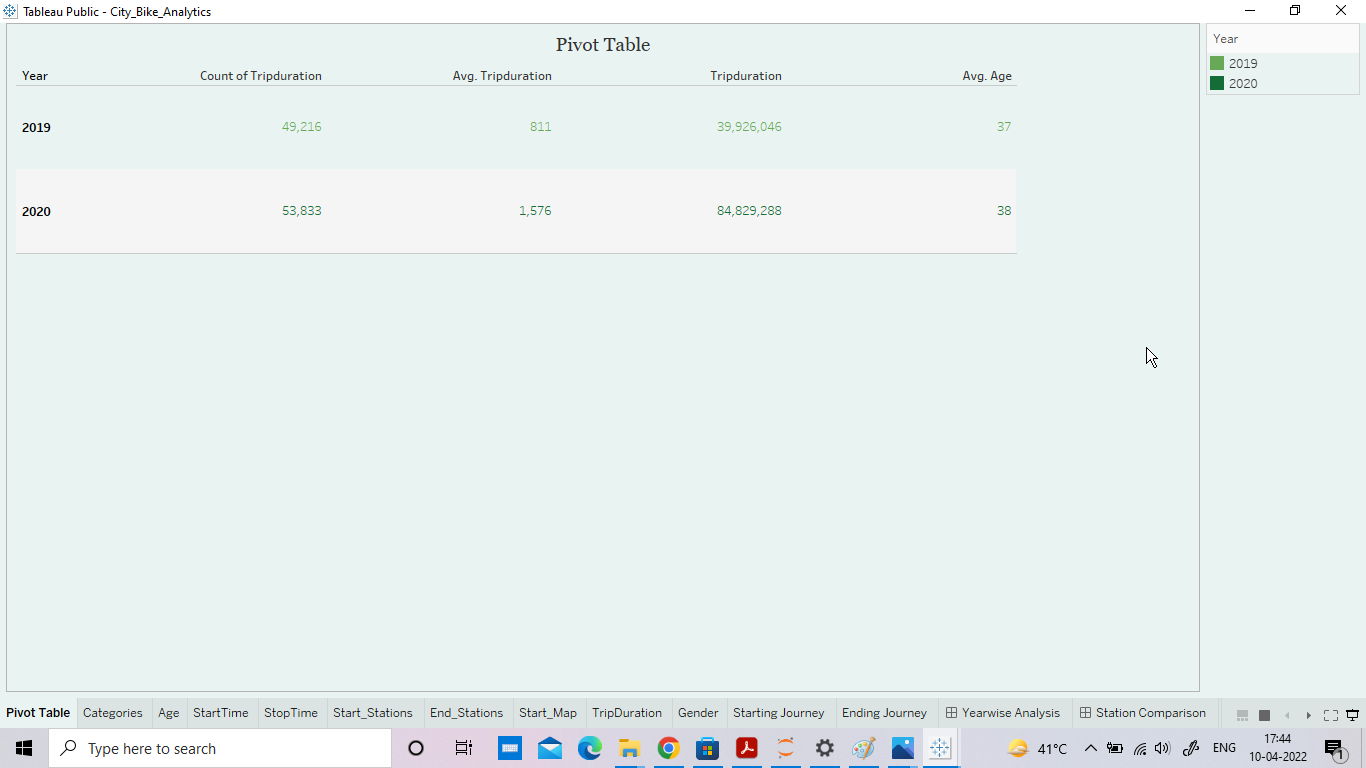 Tableau Public - City_Bike_Analytics
Pivot Table
Year Count of Tripduration Avg. Tripduration Tripduration Avg. Age
2019 49,216 811 39,926,046 37
2020 53,833 1,576 84,829,288 38
Year
2019
2020
Pivot Table Categories Age StartTime StopTime Start_Stations End_Stations Start_Map TripDuration Gender Starting Journey Ending Journey Yearwise Analysis Station Comparison
Type here to search
41°C
ENG
17:44
10-04-2022
1